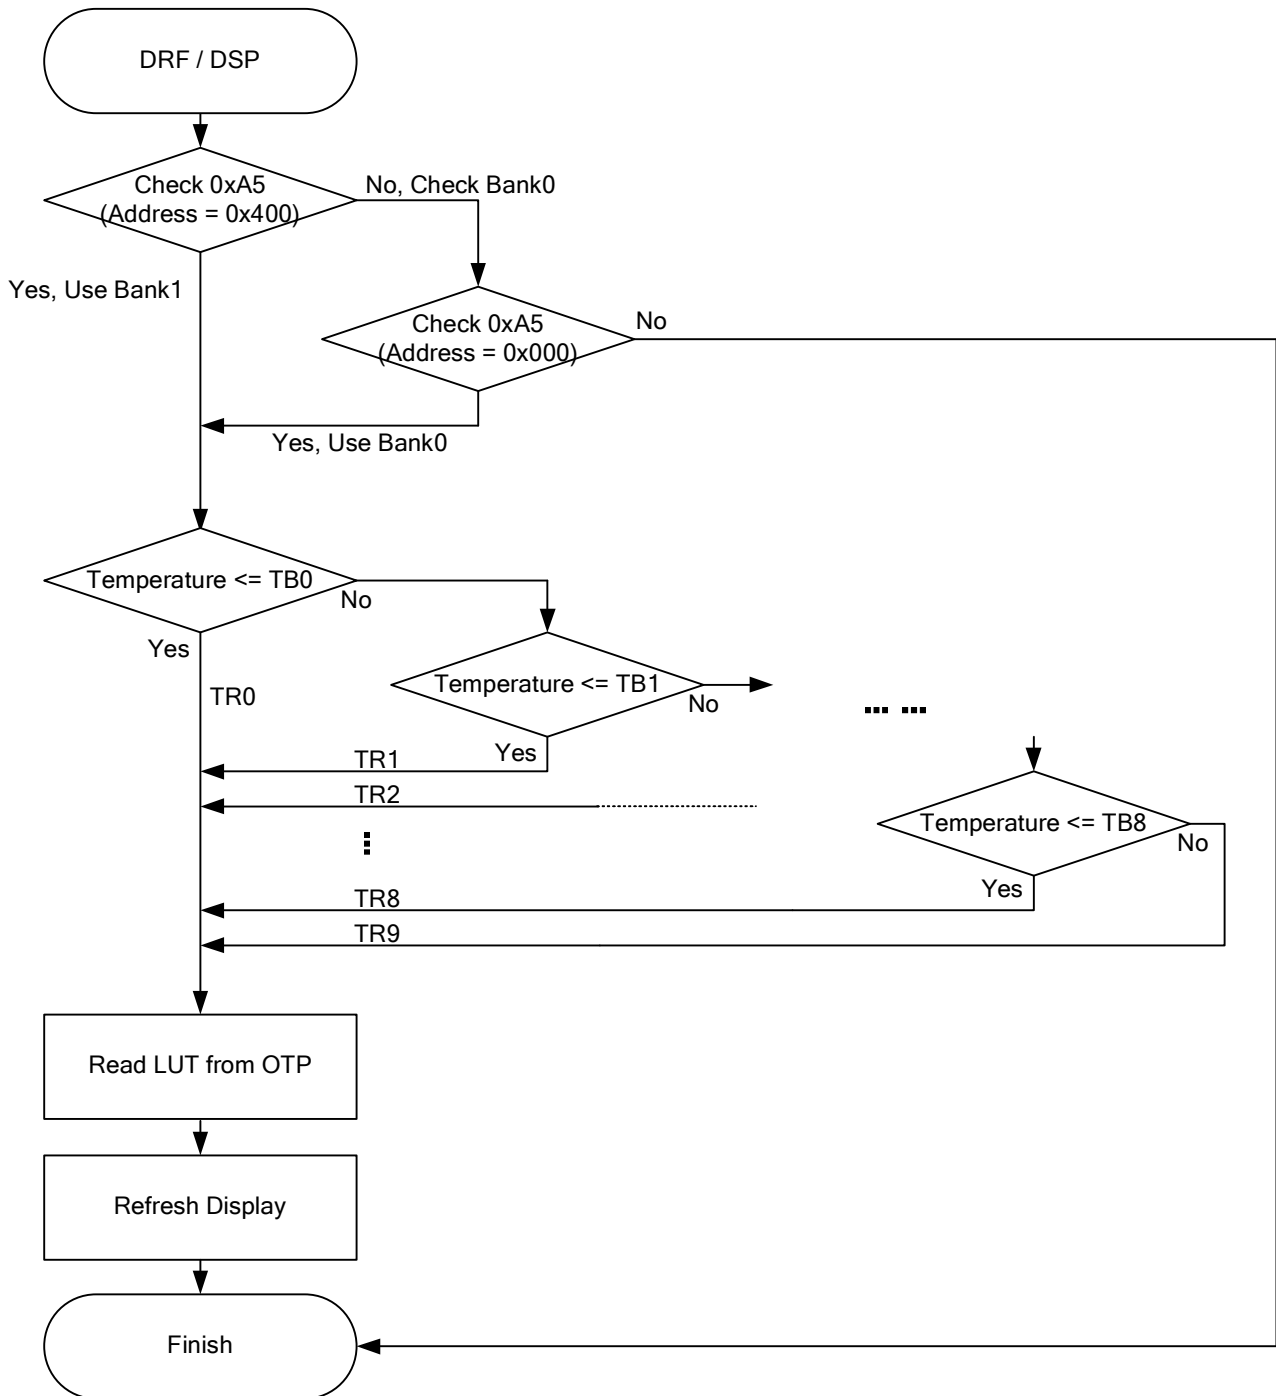 DRF / DSP
Check 0xA5
(Address = 0x400)
No, Check Bank0
Yes, Use Bank1
Check 0xA5
(Address = 0x000)
No
Yes, Use Bank0
Temperature <= TB0
No
Yes
TR0
Temperature <= TB1
No
Yes
TR1
TR2
... ...
Temperature <= TB8
No
Yes
TR8
TR9
Read LUT from OTP
Refresh Display
Finish